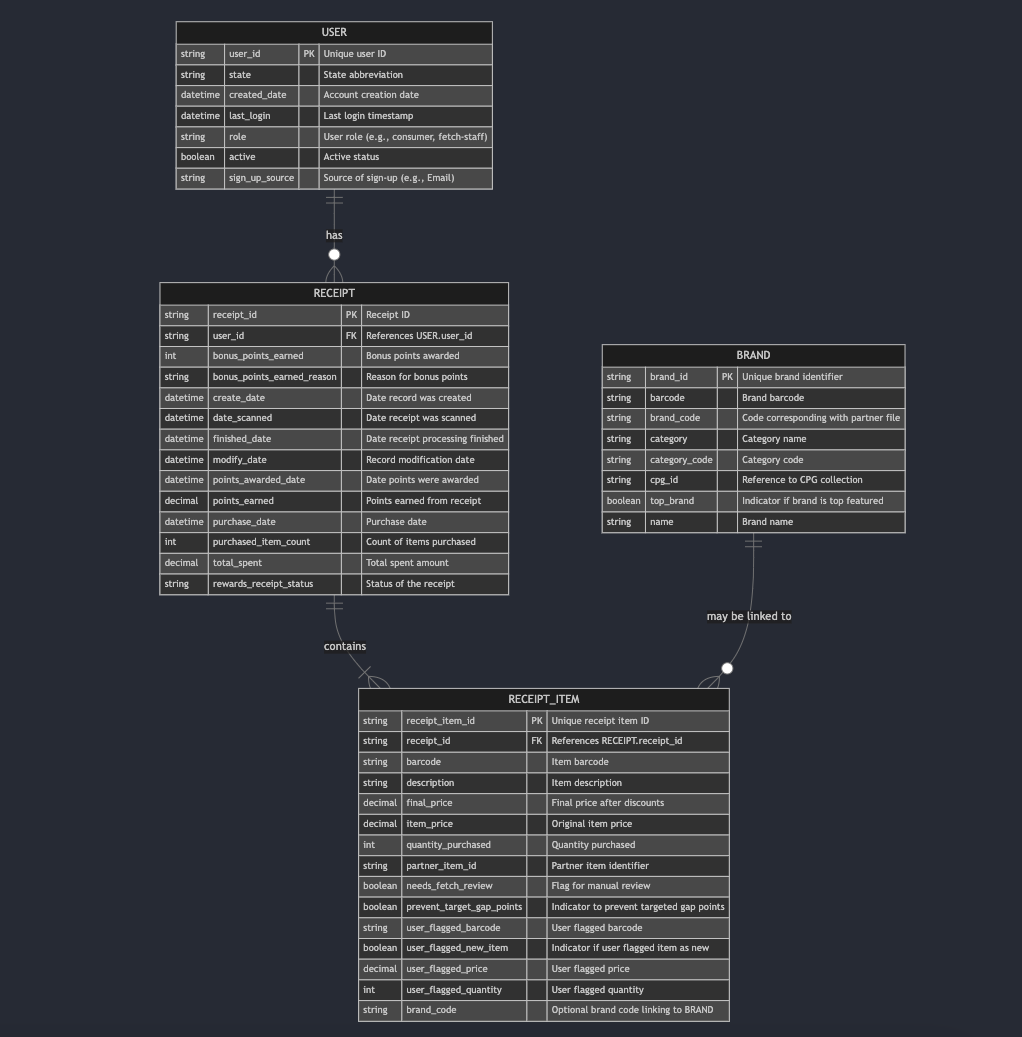 USER
string user_id PK Unique user ID
string state State abbreviation
datetime created_date Account creation date
datetime last_login Last login timestamp
string role User role (e.g., consumer, fetch-staff)
boolean active Active status
string sign_up_source Source of sign-up (e.g., Email)
has
RECEIPT
string receipt_id PK Receipt ID
string user_id FK References USER.user_id
int bonus_points_earned Bonus points awarded
string bonus_points_earned_reason Reason for bonus points
datetime create_date Date record was created
datetime date_scanned Date receipt was scanned
datetime finished_date Date receipt processing finished
datetime modify_date Record modification date
datetime points_awarded_date Date points were awarded
decimal points_earned Points earned from receipt
datetime purchase_date Purchase date
int purchased_item_count Count of items purchased
decimal total_spent Total spent amount
string rewards_receipt_status Status of the receipt
BRAND
string brand_id PK Unique brand identifier
string barcode Brand barcode
string brand_code Code corresponding with partner file
string category Category name
string category_code Category code
string cpg_id Reference to CPG collection
boolean top_brand Indicator if brand is top featured
string name Brand name
may be linked to
contains
RECEIPT_ITEM
string receipt_item_id PK Unique receipt item ID
string receipt_id FK References RECEIPT.receipt_id
string barcode Item barcode
string description Item description
decimal final_price Final price after discounts
decimal item_price Original item price
int quantity_purchased Quantity purchased
string partner_item_id Partner item identifier
boolean needs_fetch_review Flag for manual review
boolean prevent_target_gap_points Indicator to prevent targeted gap points
string user_flagged_barcode User flagged barcode
boolean user_flagged_new_item Indicator if user flagged item as new
decimal user_flagged_price User flagged price
int user_flagged_quantity User flagged quantity
string brand_code Optional brand code linking to BRAND